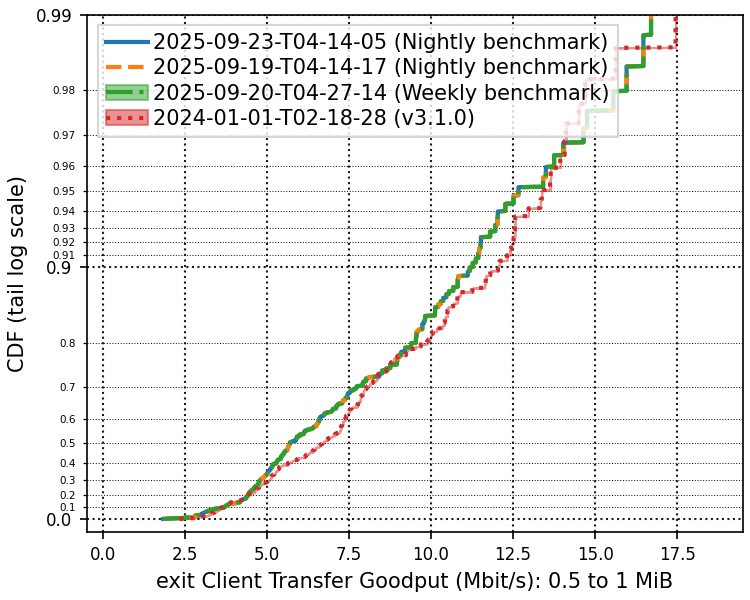 0.99
2025-09-23-T04-14-05 (Nightly benchmark)
2025-09-19-T04-14-17 (Nightly benchmark)
2025-09-20-T04-27-14 (Weekly benchmark)
2024-01-01-T02-18-28 (v3.1.0)
0.98
0.97
0.96
0.95
0.94
0.93
0.92
0.91
0.9
0.8
0.7
0.6
0.5
0.4
0.3
0.2
0.1
0.0
CDF (tail log scale)
0.0 2.5 5.0 7.5 10.0 12.5 15.0 17.5
exit Client Transfer Goodput (Mbit/s): 0.5 to 1 MiB